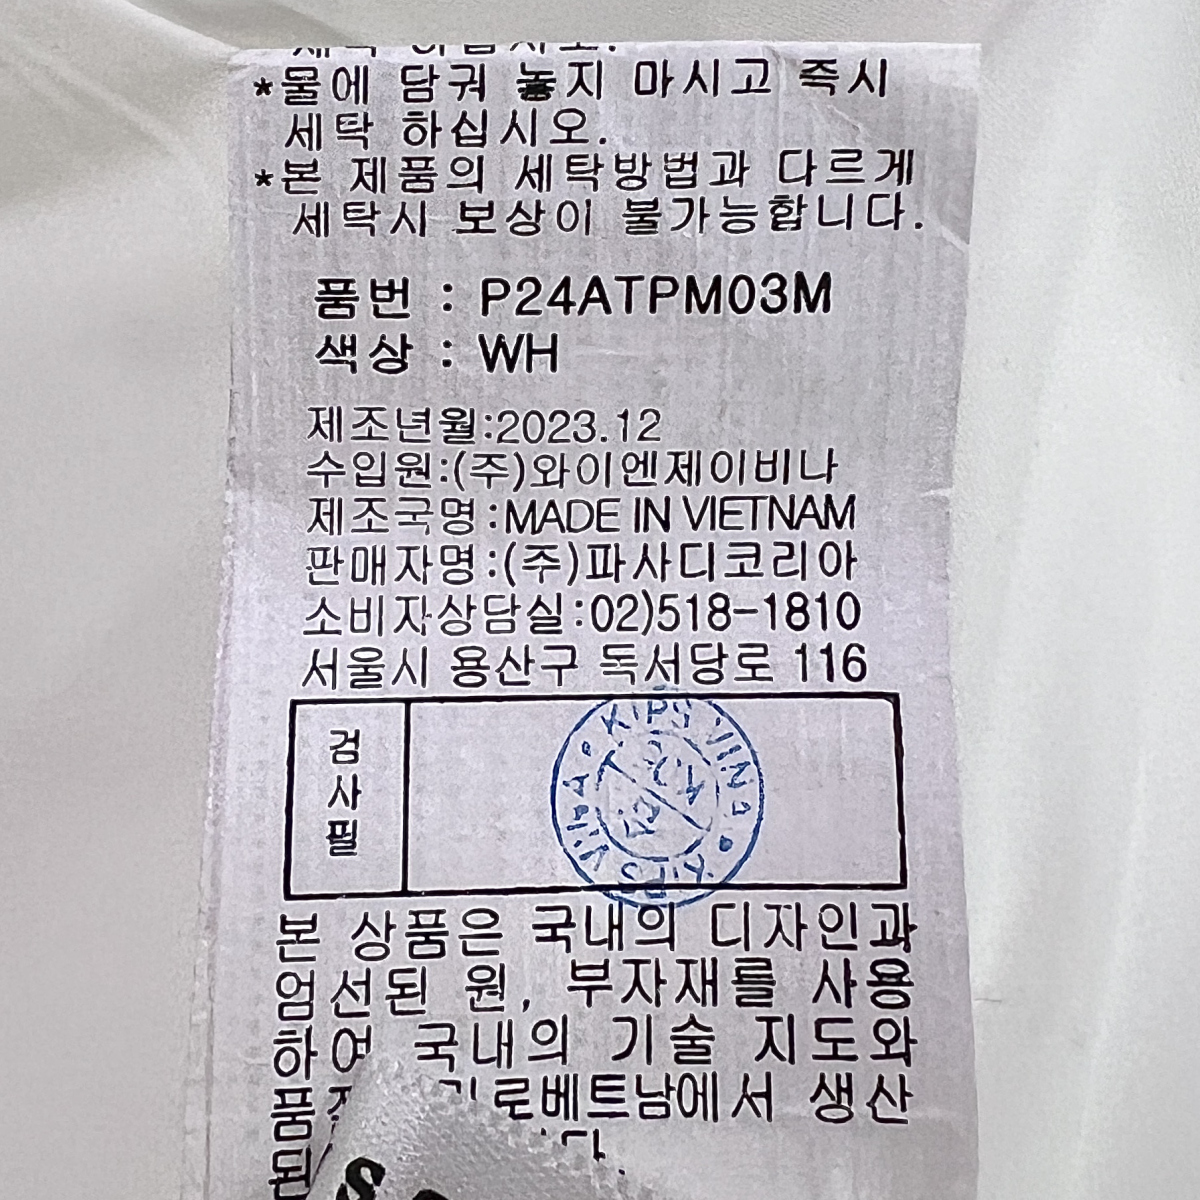 *물에 담궈 놓지 마시고 즉시
세탁 하십시오.
*본 제품의 세탁방법과 다르게
세탁시 보상이 불가능합니다.
품번 : P24ATPM03M
색상 : WH
제조년월:2023.12
수입원:(주)와이엔제이비나
제조국명:MADE IN VIETNAM
판매자명:(주)파사디코리아
소비자상담실:02)518-1810
서울시 용산구 독서당로 116
검사필
KIPS VINA • KIPS VINA •
본 상품은 국내의 디자인과
엄선된 원, 부자재를 사용
하여 국내의 기술 지도와
품 로베트남에서 생산
된